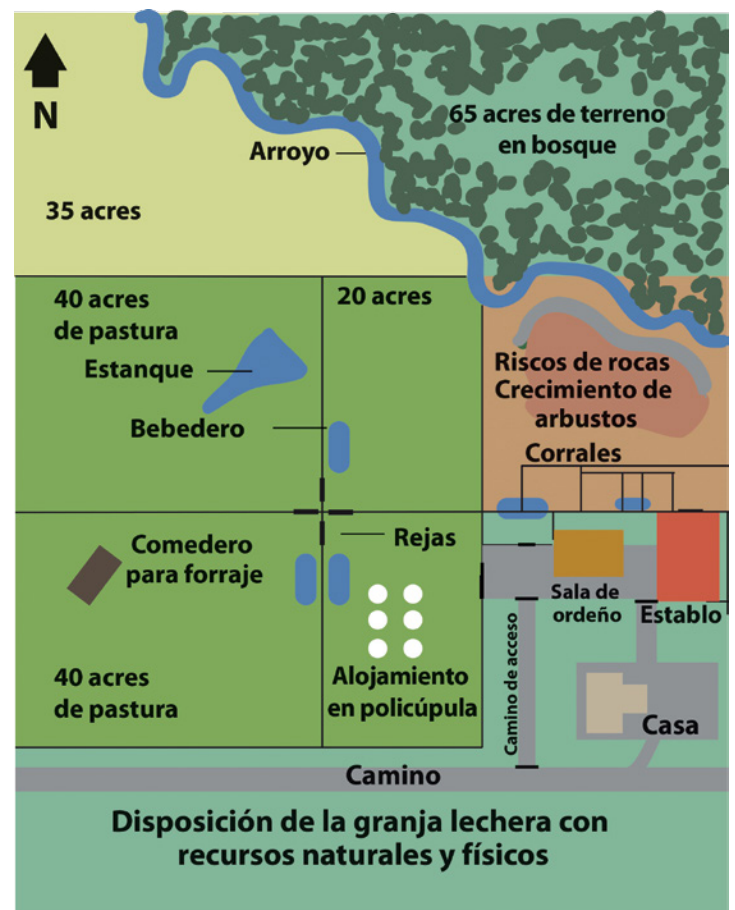 N
65 acres de terreno
en bosque
Arroyo
35 acres
40 acres
de pastura
20 acres
Estanque
Riscos de rocas
Crecimiento de
arbustos
Bebedero
Corrales
Comedero
para forraje
Rejas
Sala de
ordeño
Establo
40 acres
de pastura
Alojamiento
en policúpula
Camino de acceso
Casa
Camino
Disposición de la granja lechera con
recursos naturales y físicos